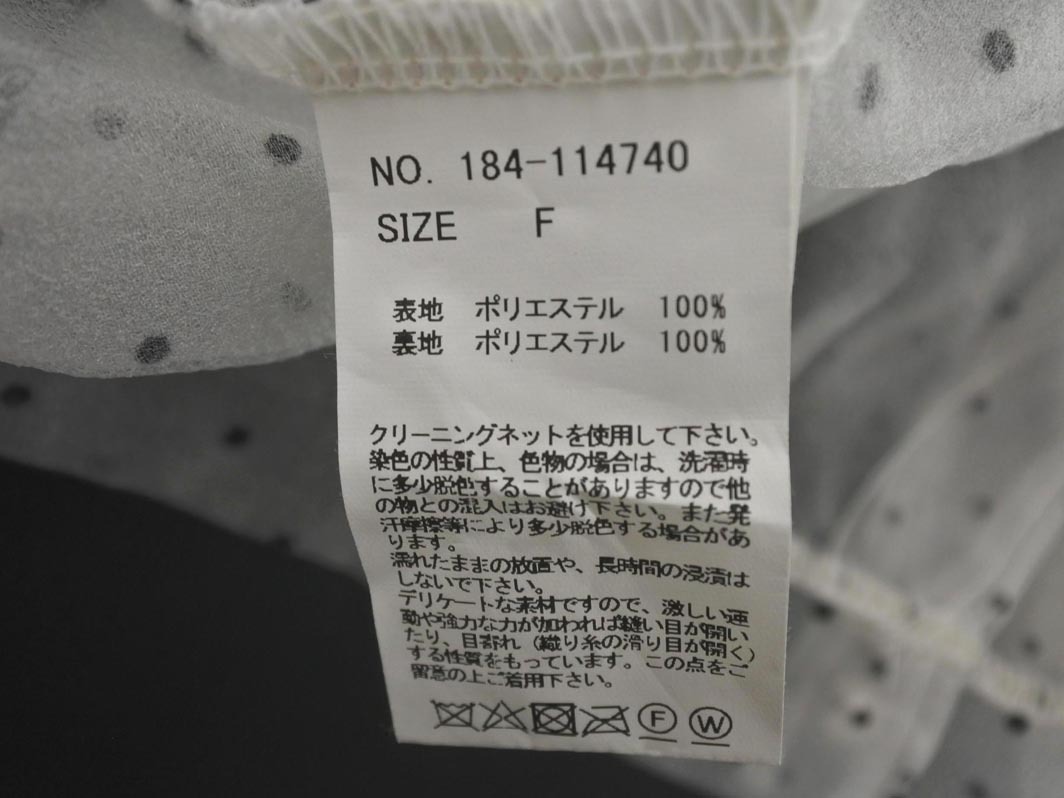 NO. 184-114740
SIZE F
表地 ポリエステル 100%
裏地 ポリエステル 100%
クリーニングネットを使用して下さい。
染色の性質上、色物の場合は、洗濯時
に多少脱色することがありますので他
の物との混入はお避け下さい。また発
汗摩擦等により多少脱色する場合があ
ります。
濡れたままの放置や、長時間の浸漬は
しないで下さい。
デリケートな素材ですので、激しい運
動や強力な力が加われば縫い目が開い
たり、目寄れ（織り糸の滑り目が開く）
する性質をもっています。この点をご
留意の上ご着用下さい。
F W